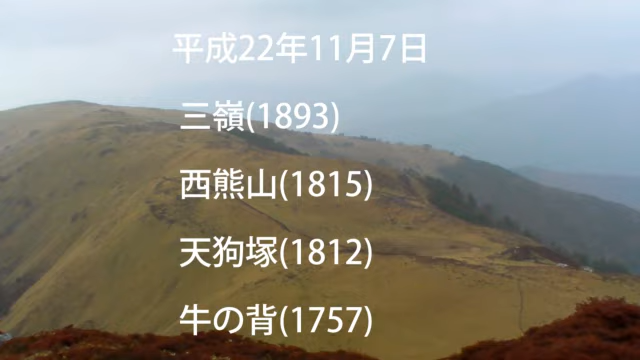 平成22年11月7日
三嶺(1893)
西熊山(1815)
天狗塚(1812)
牛の背(1757)